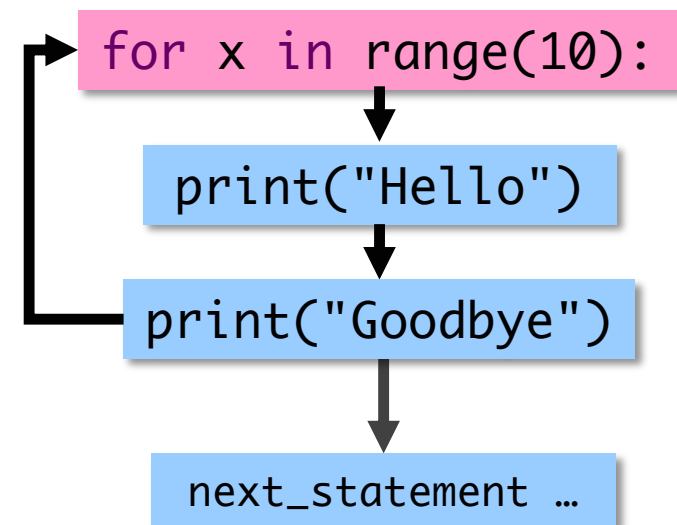 for x in range(10):
print("Hello")
print("Goodbye")
next_statement …